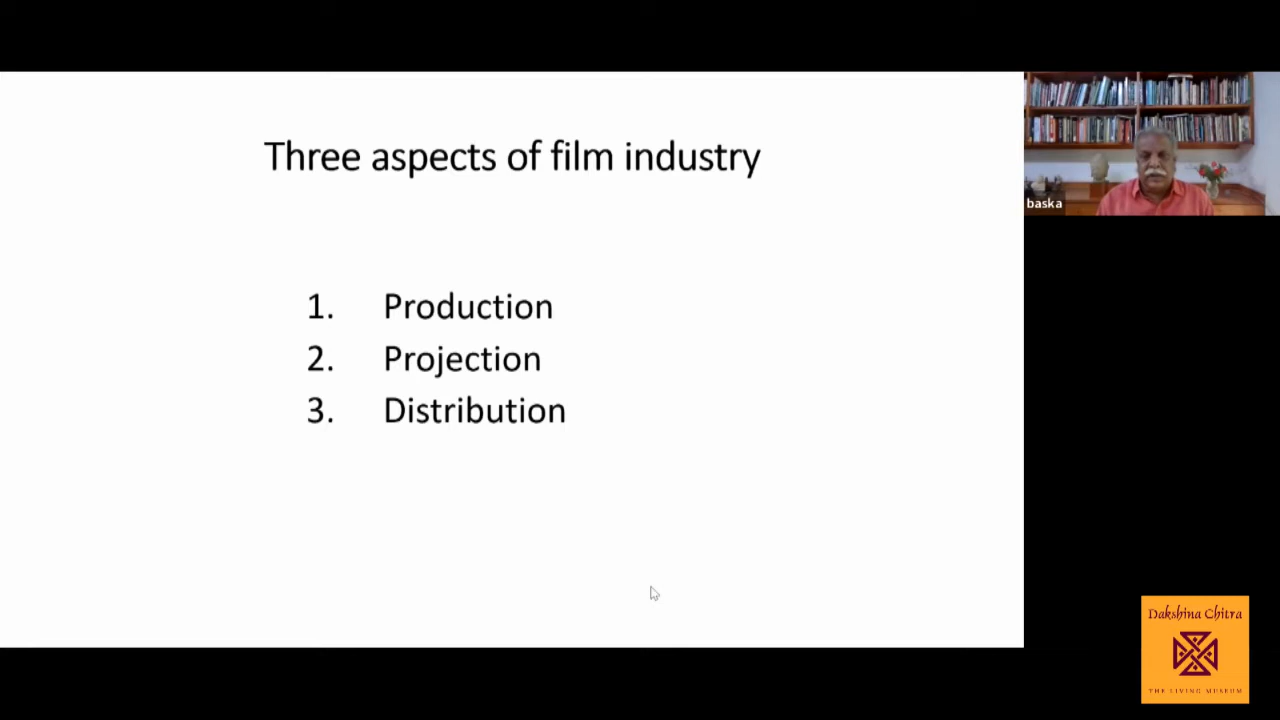 Three aspects of film industry
1. Production
2. Projection
3. Distribution
baska
Dakshina Chitra
THE LIVING MUSEUM